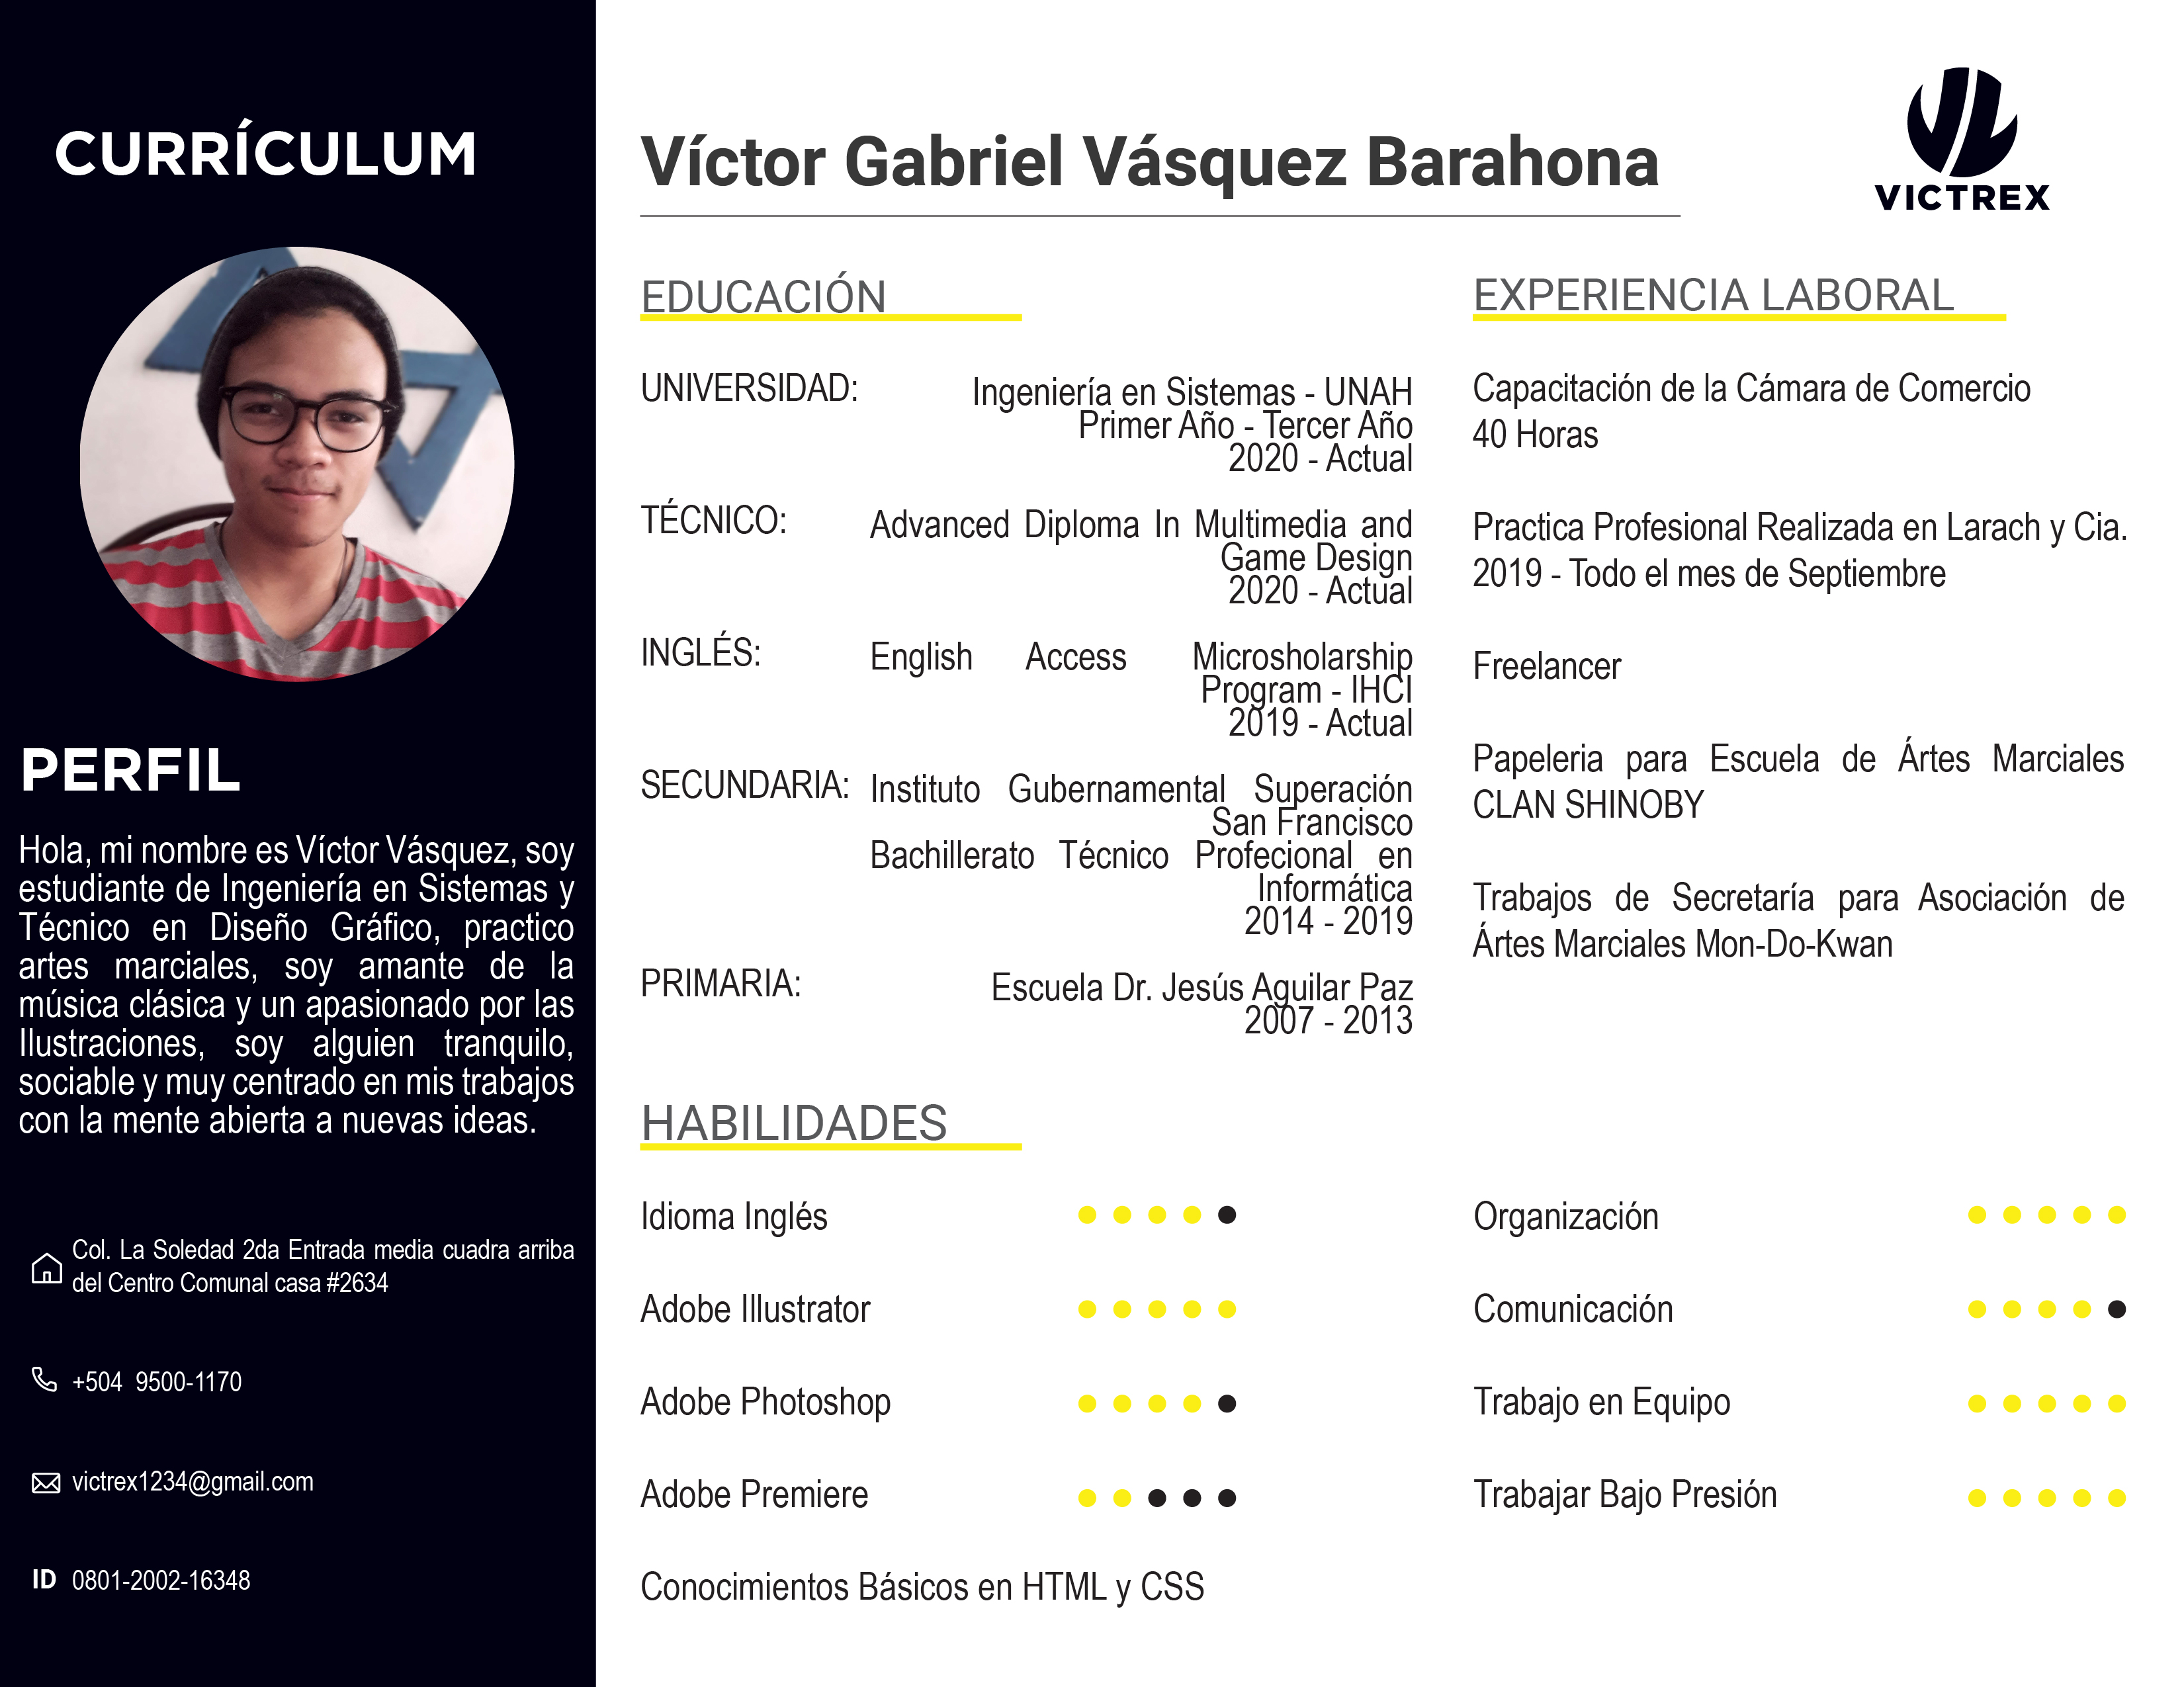 CURRÍCULUM
PERFIL
Hola, mi nombre es Víctor Vásquez, soy
estudiante de Ingeniería en Sistemas y
Técnico en Diseño Gráfico, practico
artes marciales, soy amante de la
música clásica y un apasionado por las
Ilustraciones, soy alguien tranquilo,
sociable y muy centrado en mis trabajos
con la mente abierta a nuevas ideas.
Col. La Soledad 2da Entrada media cuadra arriba
del Centro Comunal casa #2634
+504 9500-1170
victrex1234@gmail.com
ID 0801-2002-16348
Víctor Gabriel Vásquez Barahona
VICTREX
EDUCACIÓN
UNIVERSIDAD: Ingeniería en Sistemas - UNAH
Primer Año - Tercer Año
2020 - Actual
TÉCNICO: Advanced Diploma In Multimedia and
Game Design
2020 - Actual
INGLÉS: English Access Microsholarship
Program - IHCI
2019 - Actual
SECUNDARIA: Instituto Gubernamental Superación
San Francisco
Bachillerato Técnico Profecional en
Informática
2014 - 2019
PRIMARIA: Escuela Dr. Jesús Aguilar Paz
2007 - 2013
EXPERIENCIA LABORAL
Capacitación de la Cámara de Comercio
40 Horas
Practica Profesional Realizada en Larach y Cia.
2019 - Todo el mes de Septiembre
Freelancer
Papeleria para Escuela de Ártes Marciales
CLAN SHINOBY
Trabajos de Secretaría para Asociación de
Ártes Marciales Mon-Do-Kwan
HABILIDADES
Idioma Inglés
Adobe Illustrator
Adobe Photoshop
Adobe Premiere
Conocimientos Básicos en HTML y CSS
Organización
Comunicación
Trabajo en Equipo
Trabajar Bajo Presión